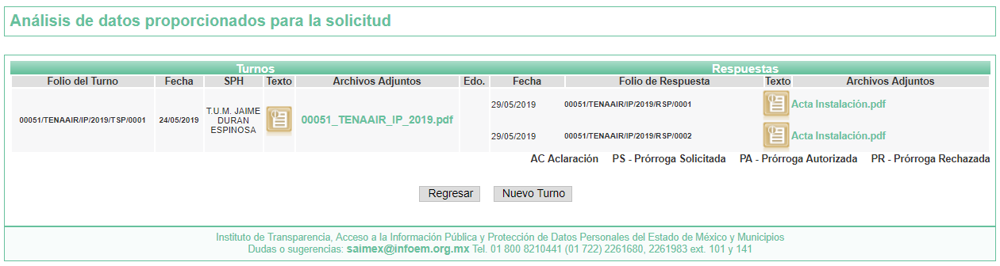 Análisis de datos proporcionados para la solicitud
Turnos Respuestas
Folio del Turno Fecha SPH Texto Archivos Adjuntos Edo. Fecha Folio de Respuesta Texto Archivos Adjuntos
00051/TENAAIR/IP/2019/TSP/0001 24/05/2019 T.U.M. JAIME
DURAN
ESPINOSA
00051_TENAAIR_IP_2019.pdf
29/05/2019 00051/TENAAIR/IP/2019/RSP/0001 Acta Instalación.pdf
29/05/2019 00051/TENAAIR/IP/2019/RSP/0002 Acta Instalación.pdf
AC Aclaración PS - Prórroga Solicitada PA - Prórroga Autorizada PR - Prórroga Rechazada
Regresar Nuevo Turno
Instituto de Transparencia, Acceso a la Información Pública y Protección de Datos Personales del Estado de México y Municipios
Dudas o sugerencias: saimex@infoem.org.mx Tel. 01 800 8210441 (01 722) 2261680, 2261983 ext. 101 y 141